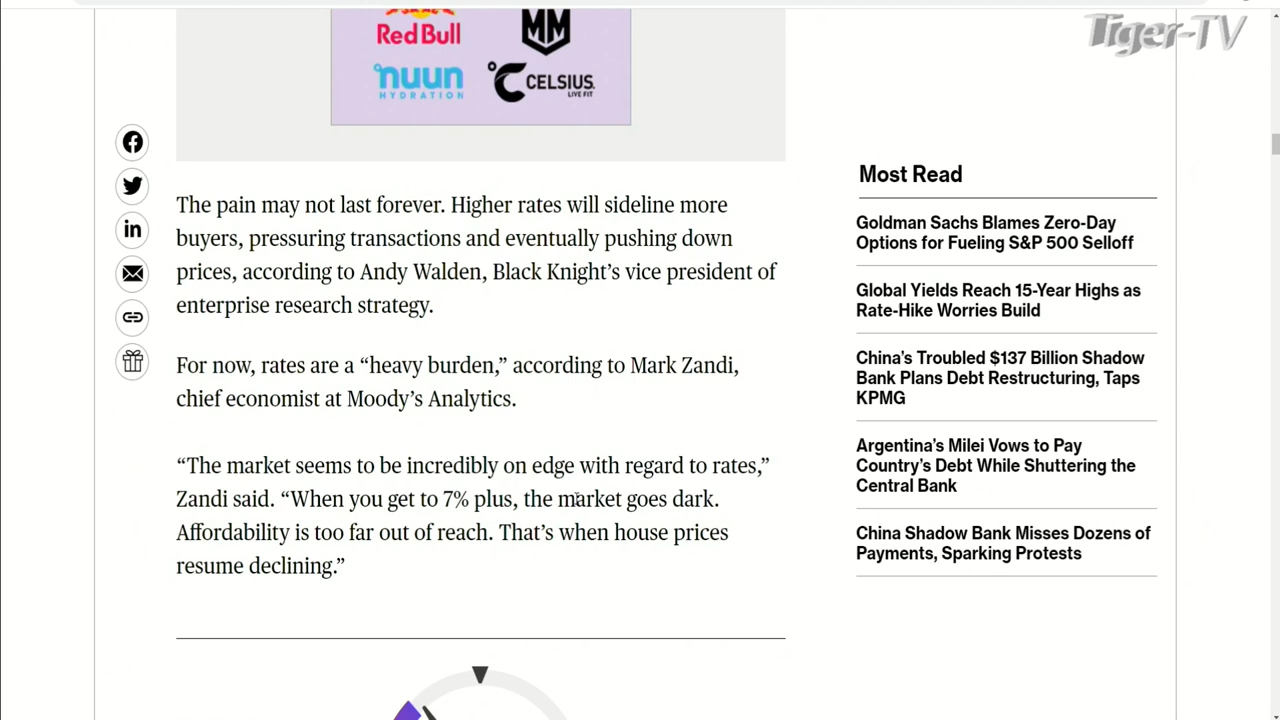 Tiger-TV
Red Bull
MM
nuun
HYDRATION
CELSIUS
LIVE FIT
The pain may not last forever. Higher rates will sideline more
buyers, pressuring transactions and eventually pushing down
prices, according to Andy Walden, Black Knight’s vice president of
enterprise research strategy.
For now, rates are a “heavy burden,” according to Mark Zandi,
chief economist at Moody’s Analytics.
“The market seems to be incredibly on edge with regard to rates,”
Zandi said. “When you get to 7% plus, the market goes dark.
Affordability is too far out of reach. That’s when house prices
resume declining.”
Most Read
Goldman Sachs Blames Zero-Day
Options for Fueling S&P 500 Selloff
Global Yields Reach 15-Year Highs as
Rate-Hike Worries Build
China’s Troubled $137 Billion Shadow
Bank Plans Debt Restructuring, Taps
KPMG
Argentina’s Milei Vows to Pay
Country’s Debt While Shuttering the
Central Bank
China Shadow Bank Misses Dozens of
Payments, Sparking Protests